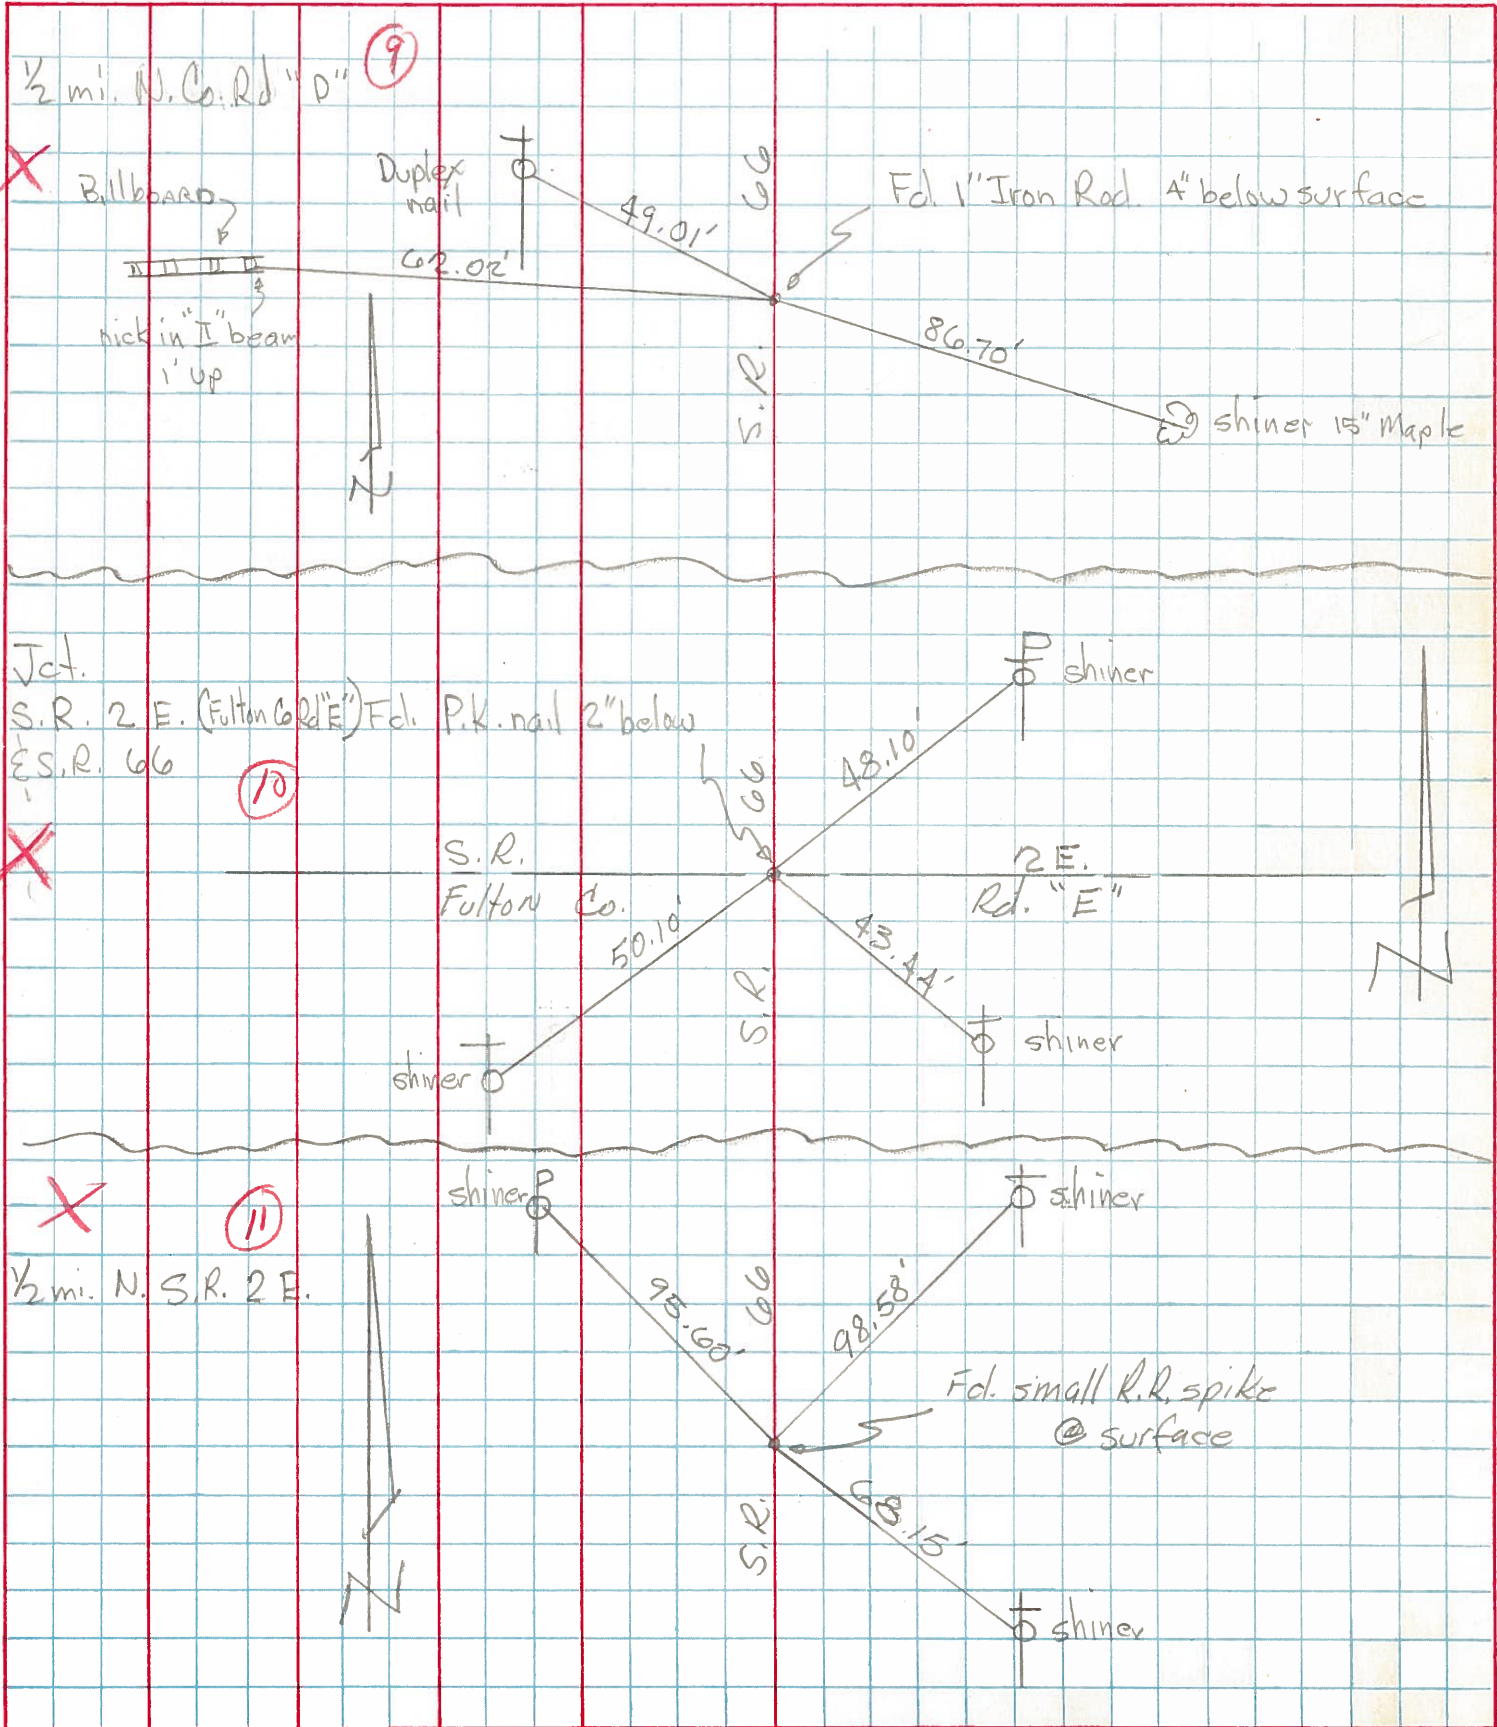 9
1/2 mi. N. Co. Rd "D"
Duplex
nail
BillBOARD
49.01'
66
Fd. 1" Iron Rod. 4" below surface
62.02'
nick in "I" beam
1' up
86.70'
S.R.
shiner 15" Maple
N
Jct.
S.R. 2 E. (Fulton Co Rd "E") Fd. P.K. nail 2" below
& S.R. 66
10
P
shiner
48.10'
66
S.R. 2 E.
Fulton Co. Rd. "E"
50.10'
43.44'
S.R.
N
shiner
shiner
11
shiner P
shiner
1/2 mi. N. S.R. 2 E.
95.60'
66
98.58'
Fd. small R.R. spike
@ surface
S.R.
68.15'
N
shiner